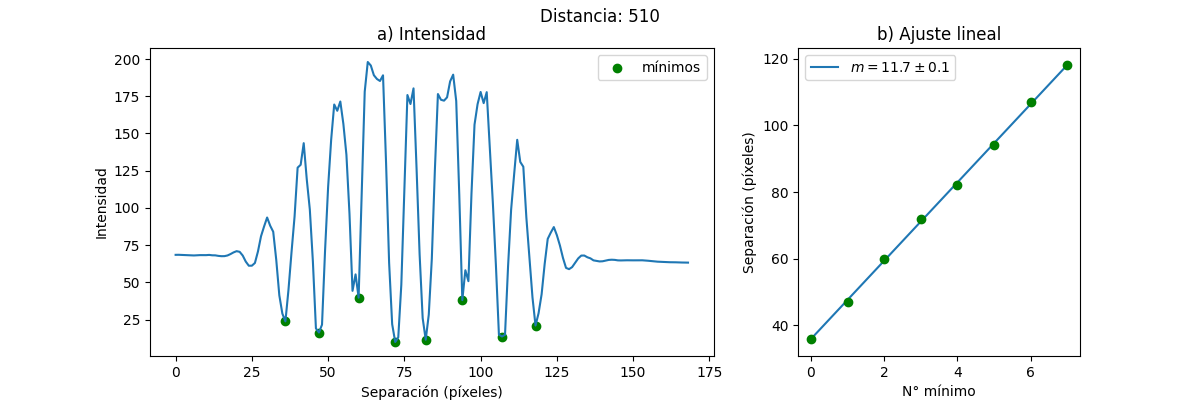 Distancia: 510
a) Intensidad
b) Ajuste lineal
Intensidad
200
175
150
125
100
75
50
25
mínimos
0
25
50
75
100
125
150
175
Separación (píxeles)
Separación (píxeles)
120
100
80
60
40
m = 11.7 ± 0.1
0
2
4
6
N° mínimo